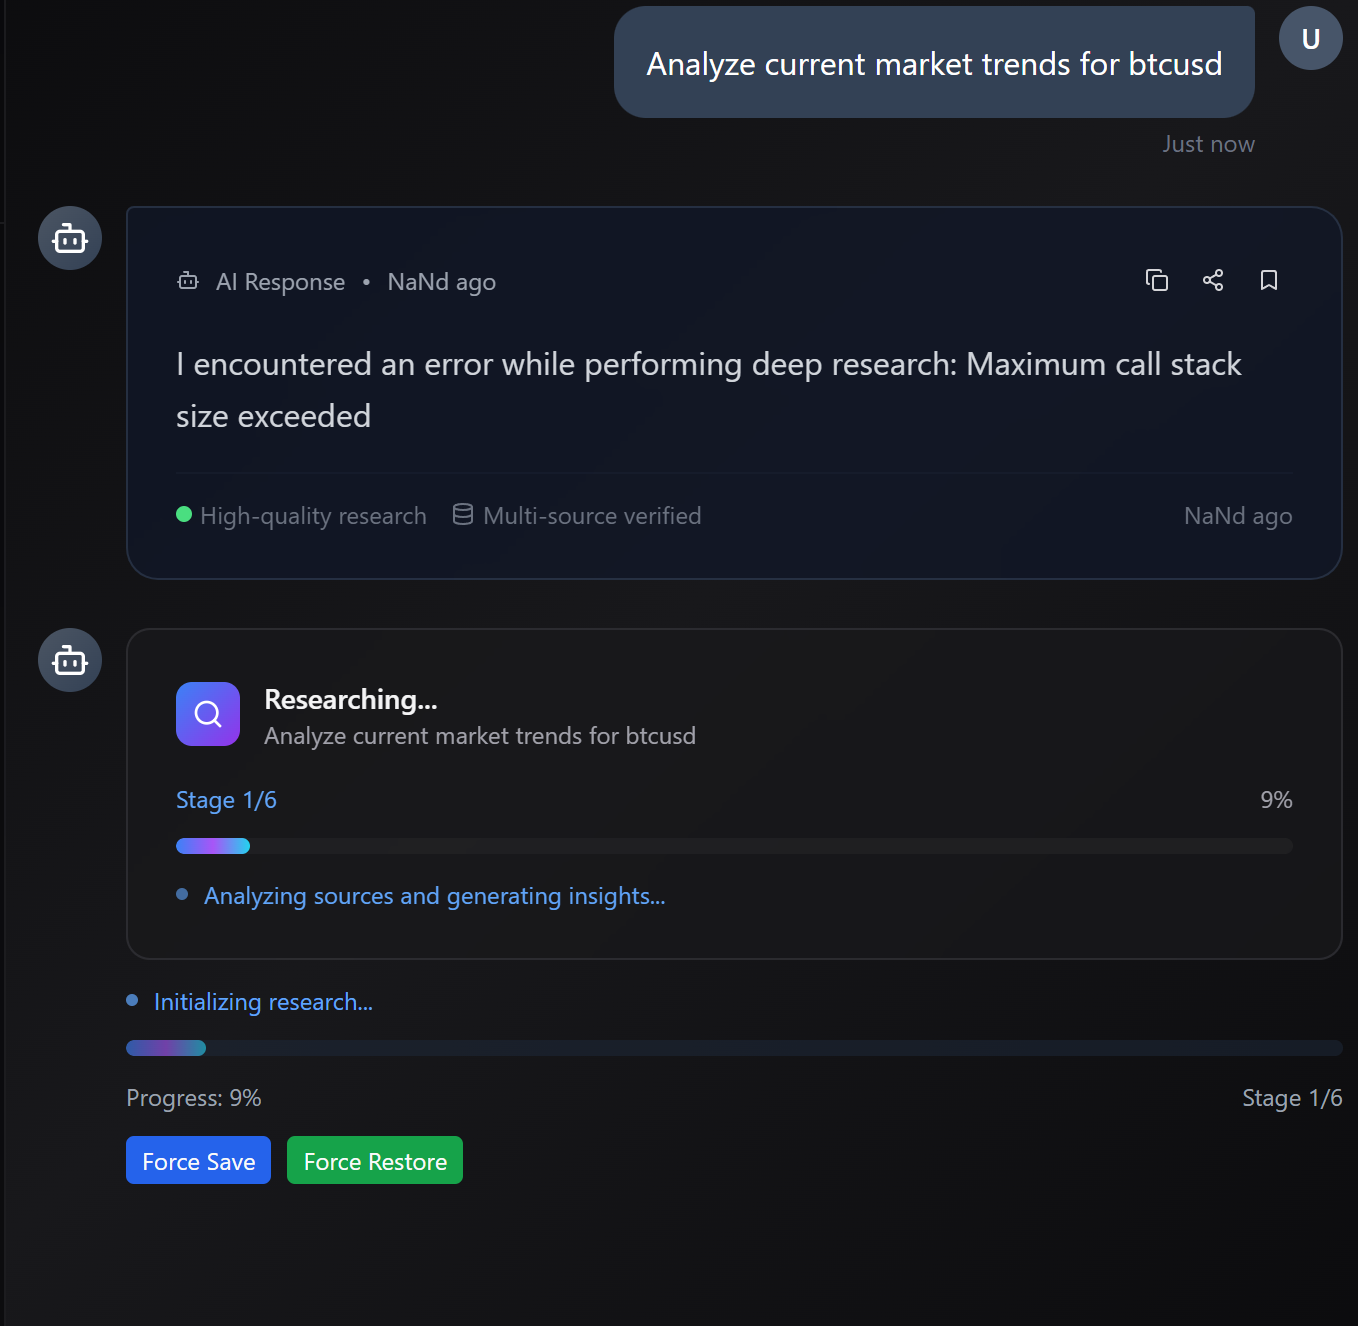 Analyze current market trends for btcusd
U
Just now
AI Response • NaNd ago
I encountered an error while performing deep research: Maximum call stack
size exceeded
High-quality research Multi-source verified NaNd ago
Researching...
Analyze current market trends for btcusd
Stage 1/6 9%
Analyzing sources and generating insights...
Initializing research...
Progress: 9% Stage 1/6
Force Save Force Restore